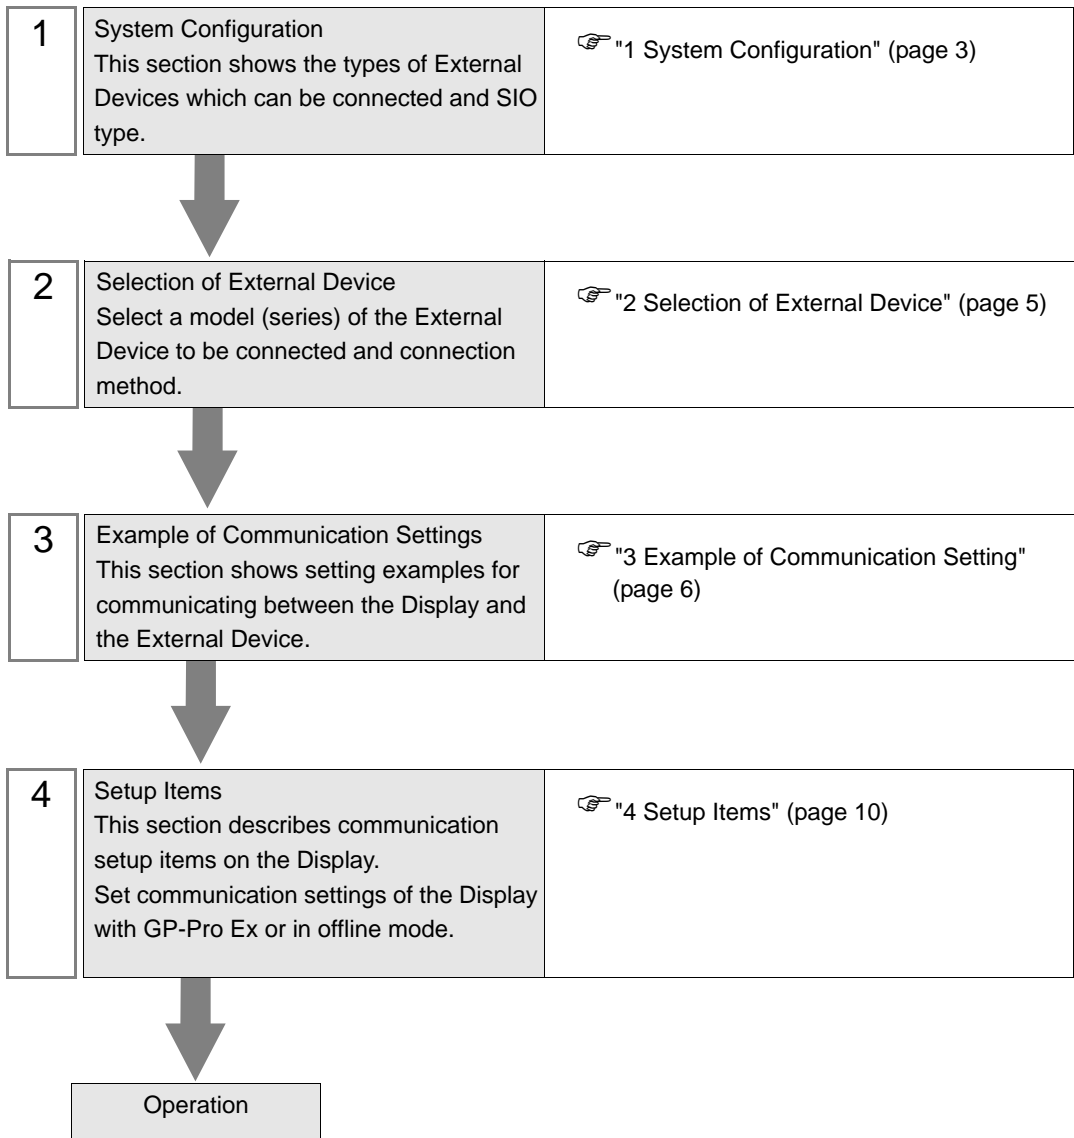 1
System Configuration
This section shows the types of External
Devices which can be connected and SIO
type.
"1 System Configuration" (page 3)
2
Selection of External Device
Select a model (series) of the External
Device to be connected and connection
method.
"2 Selection of External Device" (page 5)
3
Example of Communication Settings
This section shows setting examples for
communicating between the Display and
the External Device.
"3 Example of Communication Setting"
(page 6)
4
Setup Items
This section describes communication
setup items on the Display.
Set communication settings of the Display
with GP-Pro Ex or in offline mode.
"4 Setup Items" (page 10)
Operation